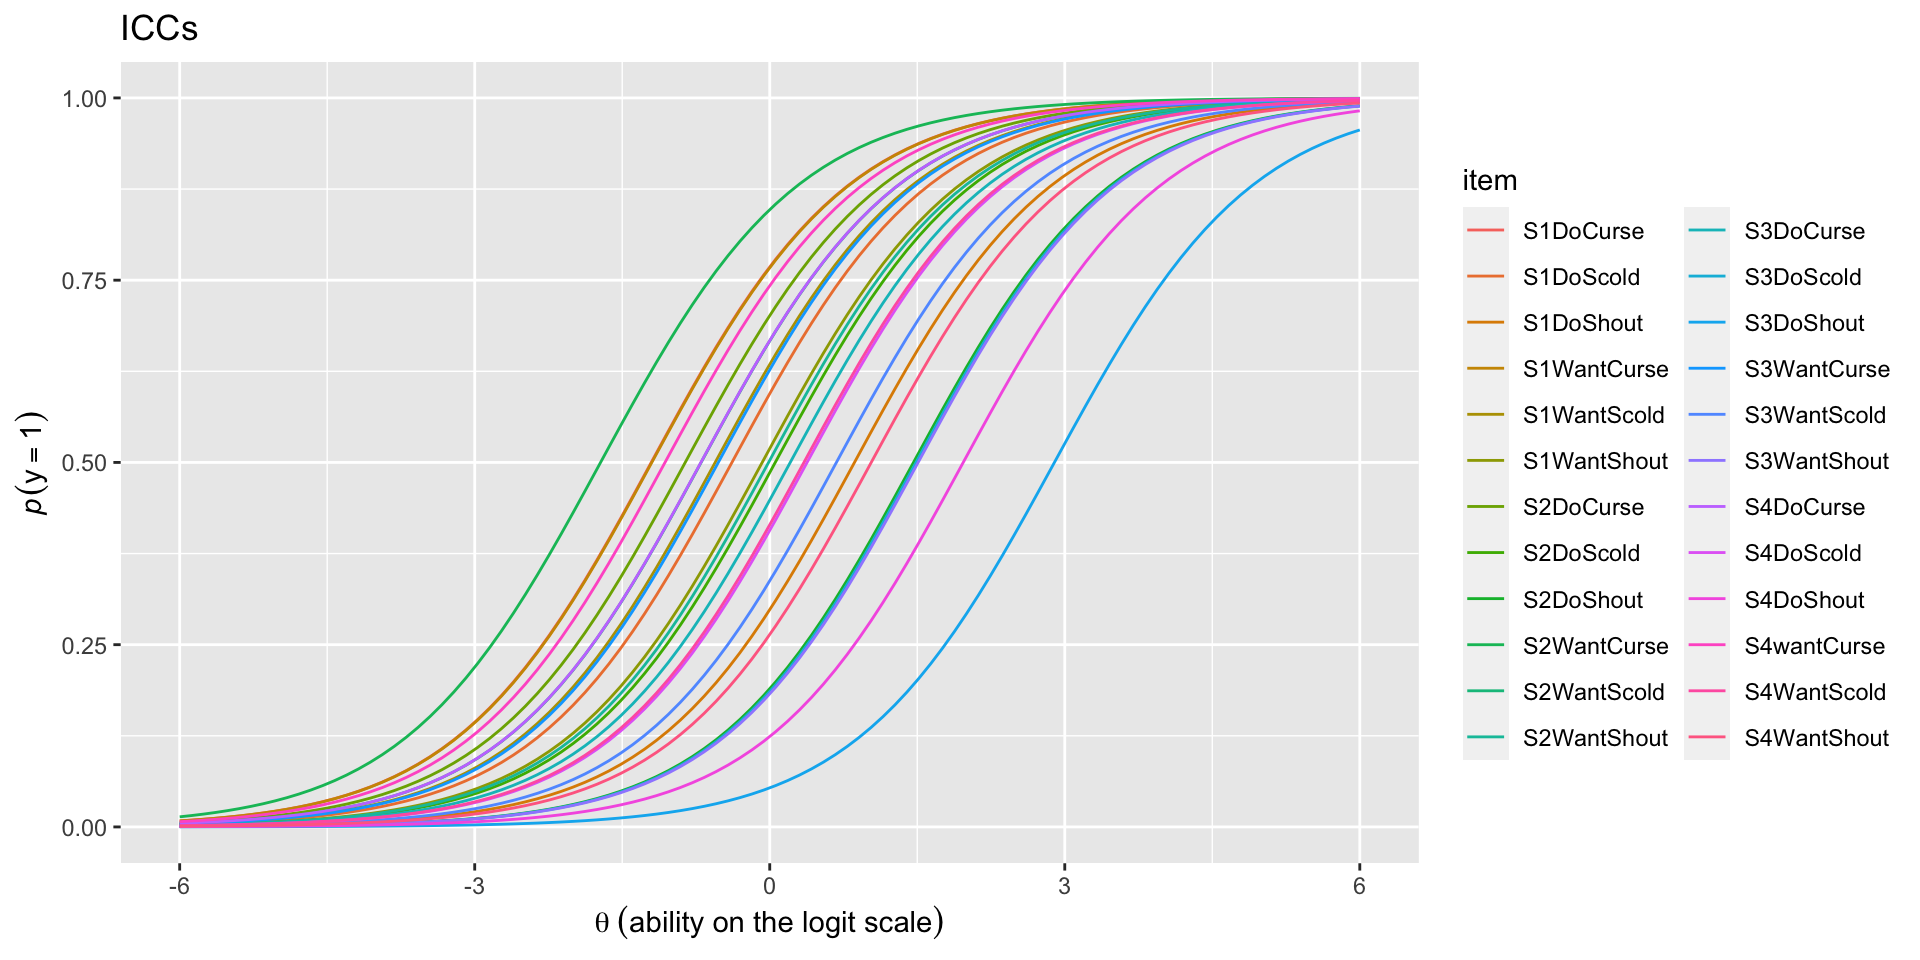 ICCs
1.00
0.75
0.50
0.25
0.00
p(y = 1)
-6
-3
0
3
6
θ (ability on the logit scale)
item
S1DoCurse
S1DoScold
S1DoShout
S1WantCurse
S1WantScold
S1WantShout
S2DoCurse
S2DoScold
S2DoShout
S2WantCurse
S2WantScold
S2WantShout
S3DoCurse
S3DoScold
S3DoShout
S3WantCurse
S3WantScold
S3WantShout
S4DoCurse
S4DoScold
S4DoShout
S4wantCurse
S4WantScold
S4WantShout